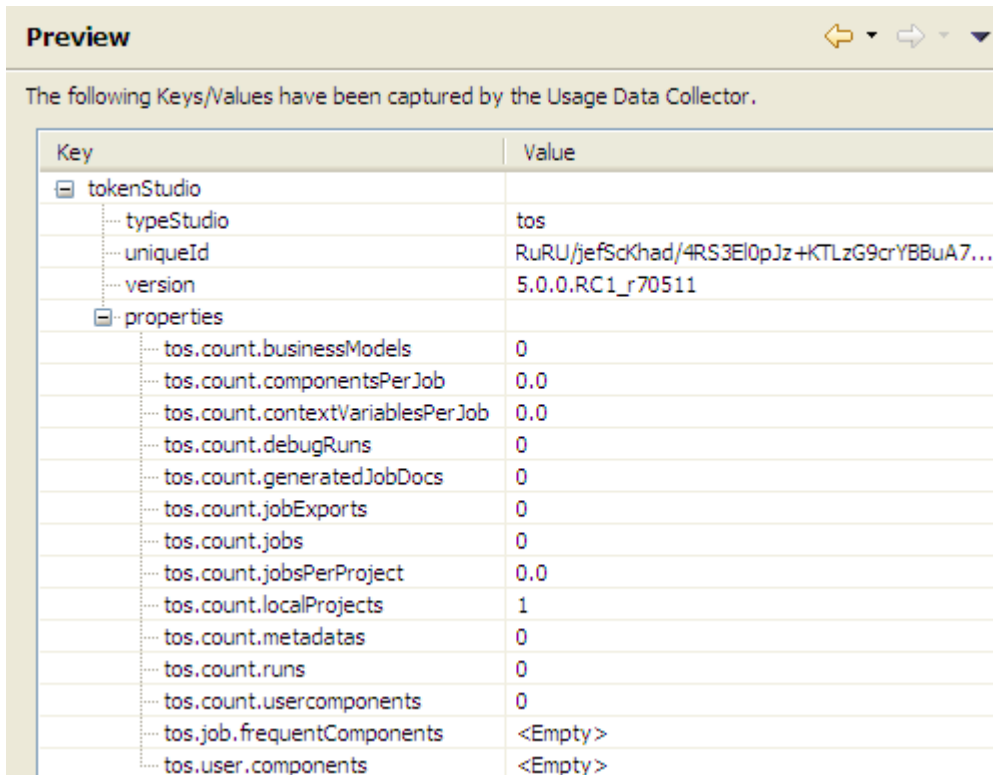 Preview
The following Keys/Values have been captured by the Usage Data Collector.
Key Value
tokenStudio
typeStudio tos
uniqueId RuRU/jefScKhad/4RS3El0pJz+KTLzG9crYBBuA7...
version 5.0.0.RC1_r70511
properties
tos.count.businessModels 0
tos.count.componentsPerJob 0.0
tos.count.contextVariablesPerJob 0.0
tos.count.debugRuns 0
tos.count.generatedJobDocs 0
tos.count.jobExports 0
tos.count.jobs 0
tos.count.jobsPerProject 0.0
tos.count.localProjects 1
tos.count.metadatas 0
tos.count.runs 0
tos.count.usercomponents 0
tos.job.frequentComponents <Empty>
tos.user.components <Empty>